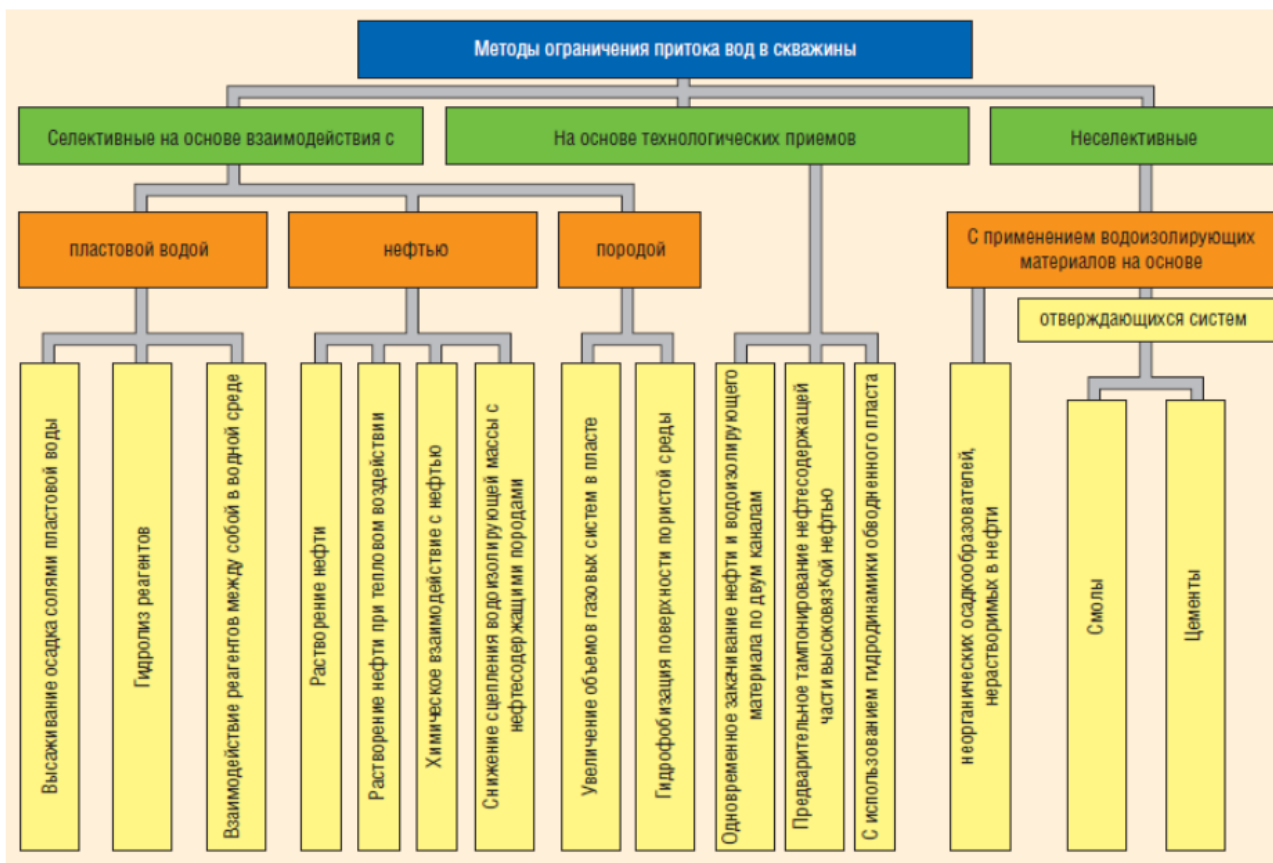 Методы ограничения притока вод в скважины
Селективные на основе взаимодействия с
На основе технологических приемов
Неселективные
пластовой водой
нефтью
породой
С применением водоизолирующих
материалов на основе
отверждающихся систем
Высаживание осадка солями пластовой воды
Гидролиз реагентов
Взаимодействие реагентов между собой в водной среде
Растворение нефти
Растворение нефти при тепловом воздействии
Химическое взаимодействие с нефтью
Снижение сцепления водоизолирующей массы с
нефтесодержащими породами
Увеличение объемов газовых систем в пласте
Гидрофобизация поверхности пористой среды
Одновременное закачивание нефти и водоизолирующего
материала по двум каналам
Предварительное тампонирование нефтесодержащей
части высоковязкой нефтью
С использованием гидродинамики обводненного пласта
неорганических осадкообразователей,
нерастворимых в нефти
Смолы
Цементы